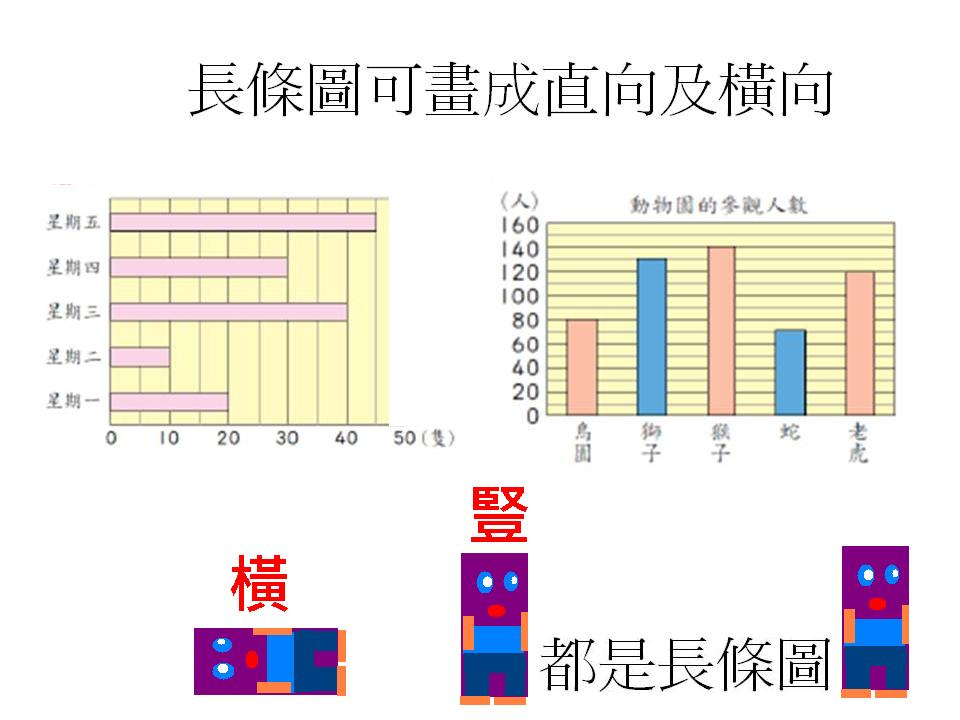 長條圖可畫成直向及橫向
星期五
星期四
星期三
星期二
星期一
0 10 20 30 40 50 (隻)
(人)
動物園的參觀人數
160
140
120
100
80
60
40
20
0
鳥園 獅子 猴子 蛇 老虎
豎
橫
都是長條圖